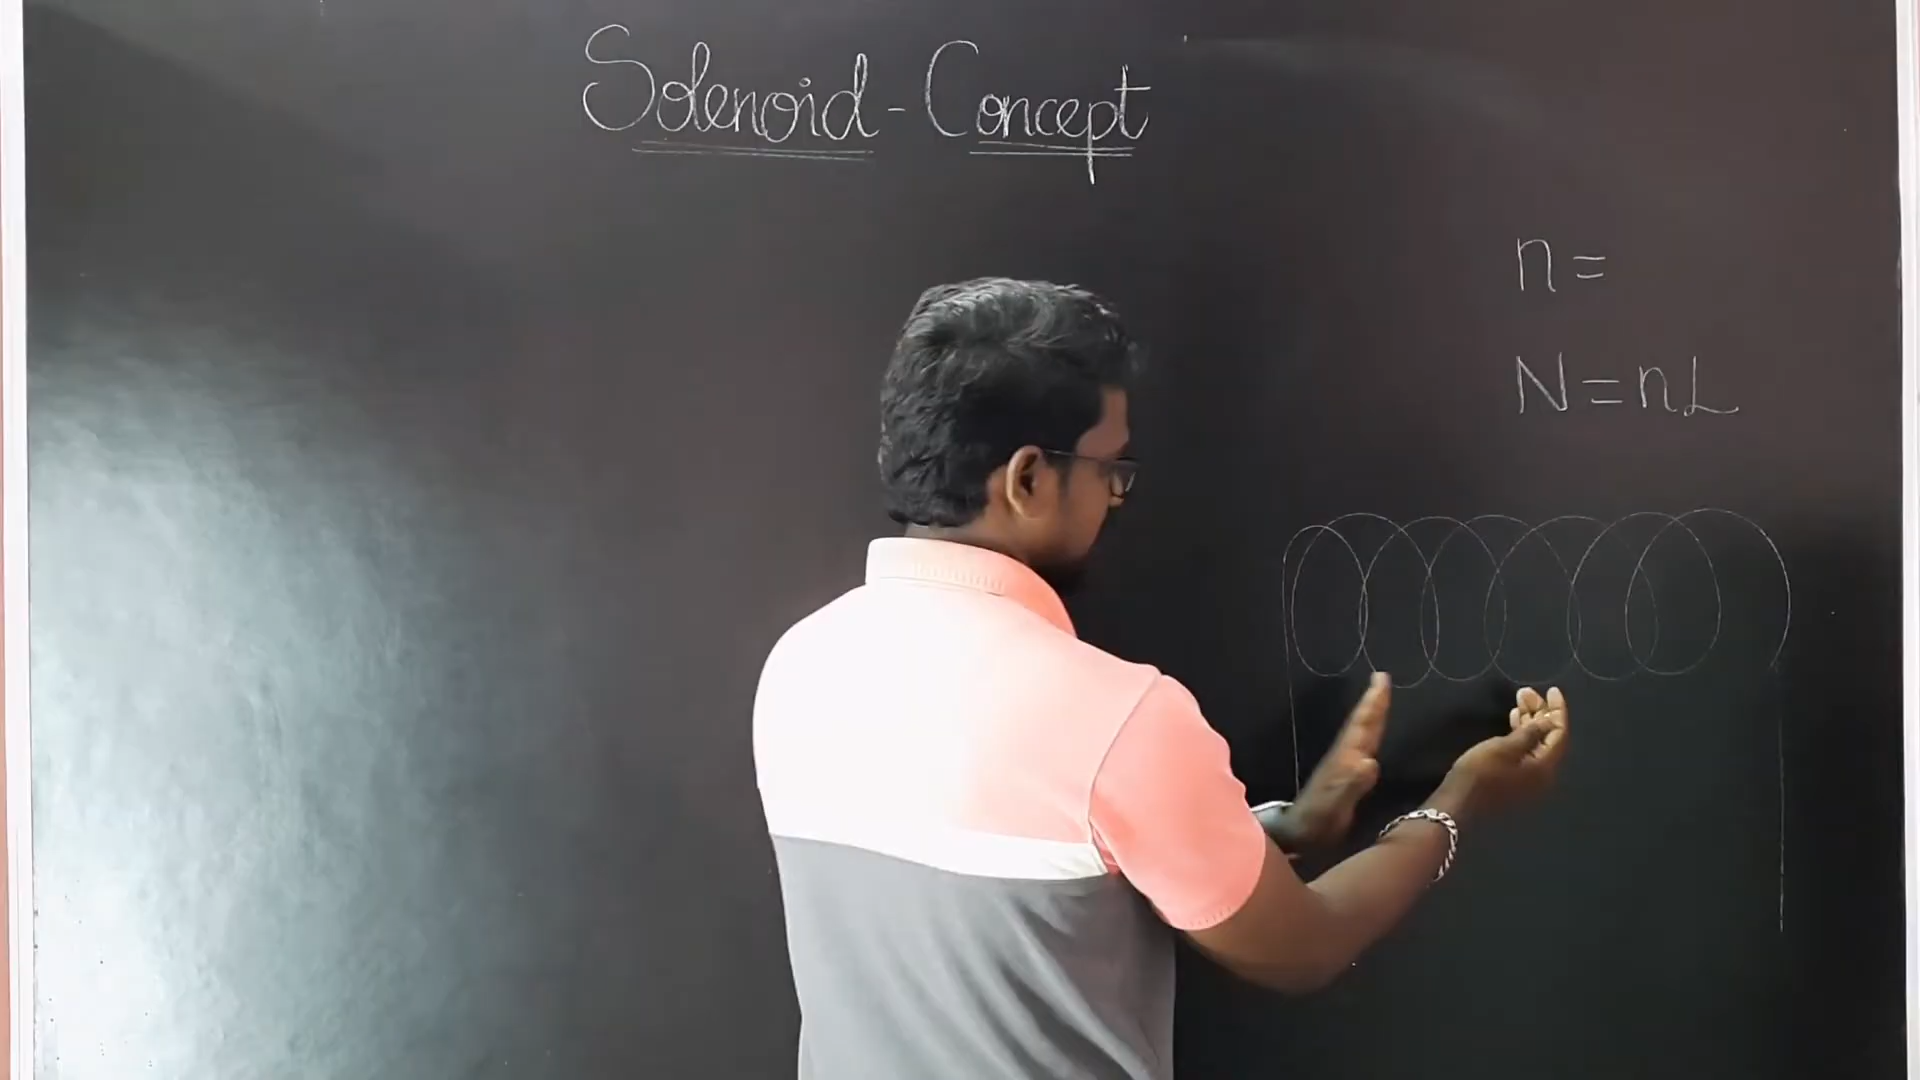 Solenoid - Concept
n =
N = nL